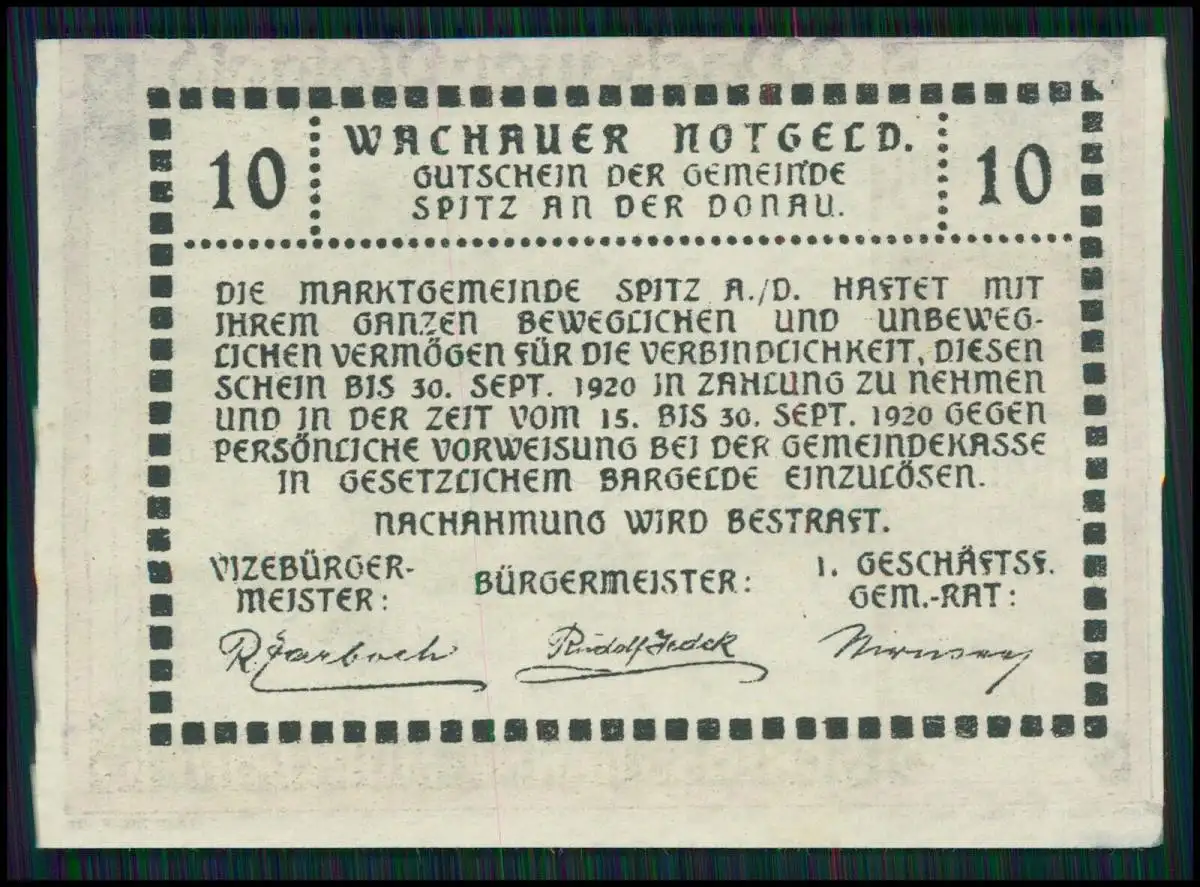 10 WACHAUER NOTGELD. 10
GUTSCHEIN DER GEMEINDE
SPITZ AN DER DONAU.
DIE MARKTGEMEINDE SPITZ A./D. HAFTET MIT
IHREM GANZEN BEWEGLICHEN UND UNBEWEG-
LICHEN VERMÖGEN FÜR DIE VERBINDLICHKEIT, DIESEN
SCHEIN BIS 30. SEPT. 1920 IN ZAHLUNG ZU NEHMEN
UND IN DER ZEIT VOM 15. BIS 30. SEPT. 1920 GEGEN
PERSÖNLICHE VORWEISUNG BEI DER GEMEINDEKASSE
IN GESETZLICHEM BARGELDE EINZULÖSEN.
NACHAHMUNG WIRD BESTRAFT.
VIZEBÜRGER-
MEISTER:
BÜRGERMEISTER:
1. GESCHÄFTSF.
GEM.-RAT:
Rudolf